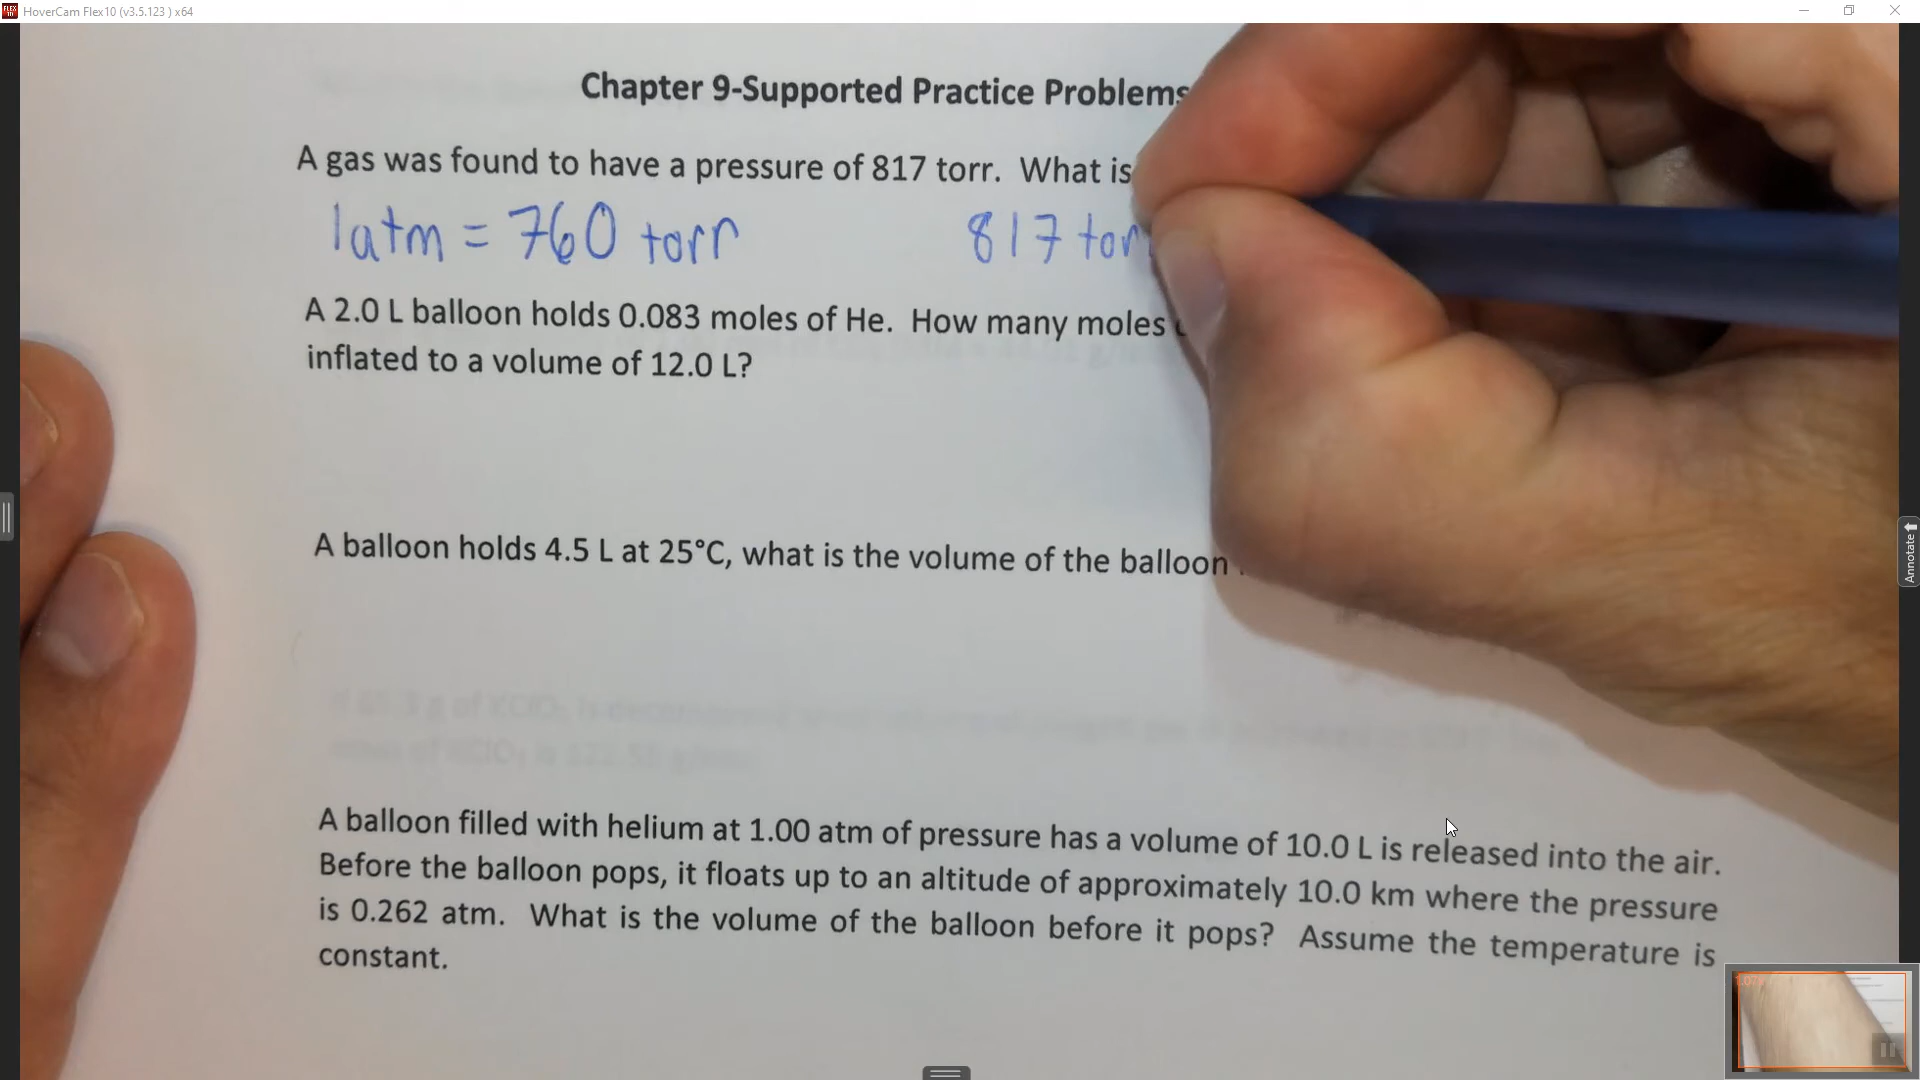 HoverCam Flex10 (v3.5.123 ) x64
Chapter 9-Supported Practice Problems
A gas was found to have a pressure of 817 torr. What is
1 atm = 760 torr 817 torr
A 2.0 L balloon holds 0.083 moles of He. How many moles
inflated to a volume of 12.0 L?
A balloon holds 4.5 L at 25°C, what is the volume of the balloon
A balloon filled with helium at 1.00 atm of pressure has a volume of 10.0 L is released into the air.
Before the balloon pops, it floats up to an altitude of approximately 10.0 km where the pressure
is 0.262 atm. What is the volume of the balloon before it pops? Assume the temperature is
constant.
Annotate